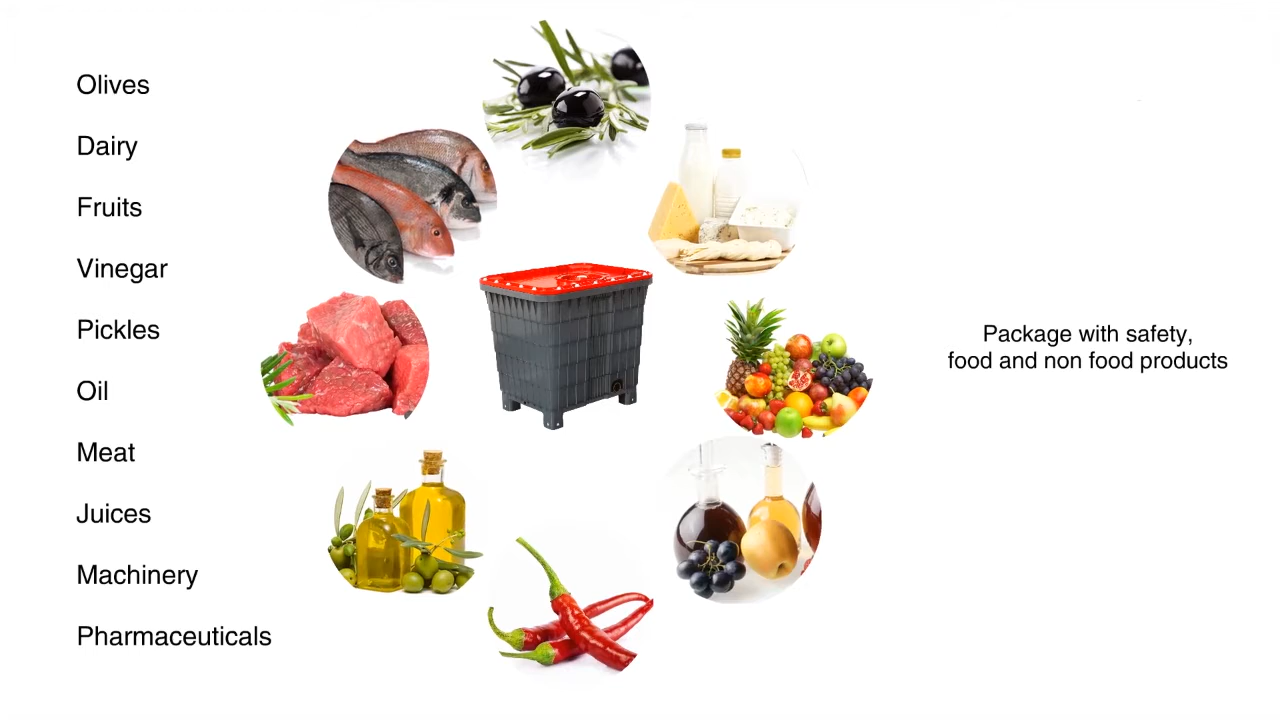 Olives
Dairy
Fruits
Vinegar
Pickles
Oil
Meat
Juices
Machinery
Pharmaceuticals
Package with safety,
food and non food products